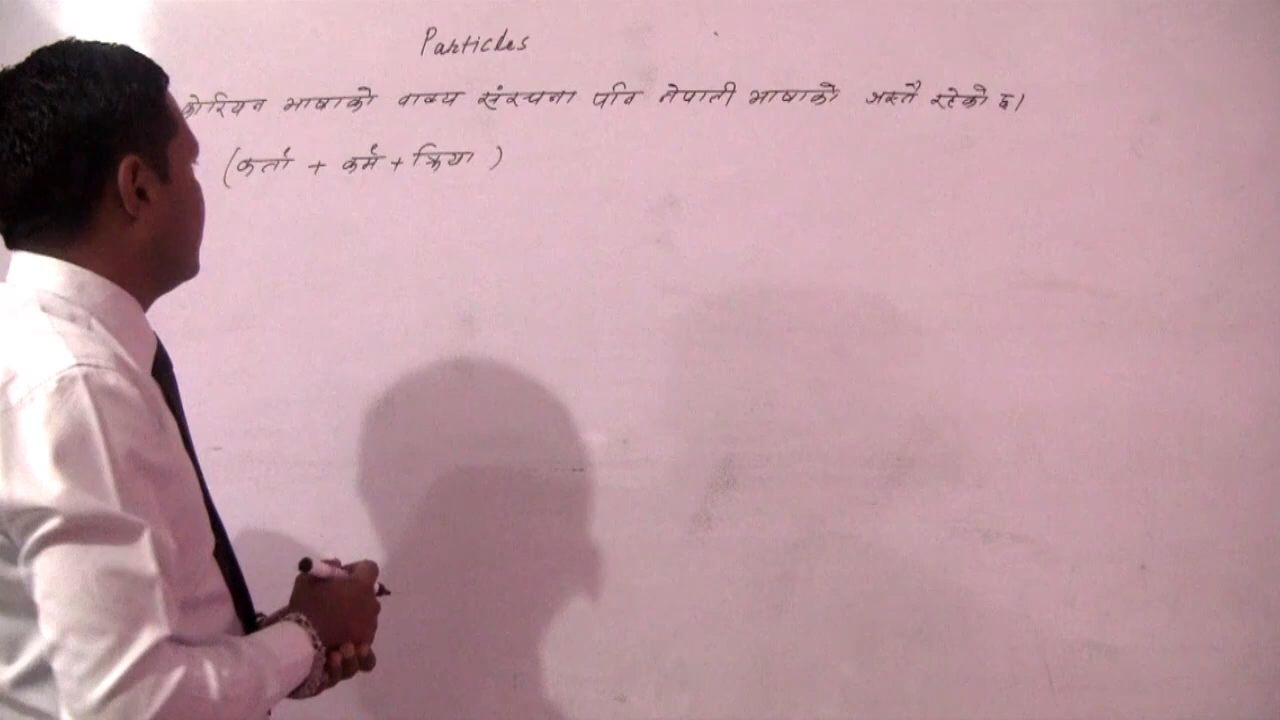 Particles
कोरियन भाषाको वाक्य संरचना पनि नेपाली भाषाको जस्तै रहेको छ।
(कर्ता + कर्म + क्रिया )